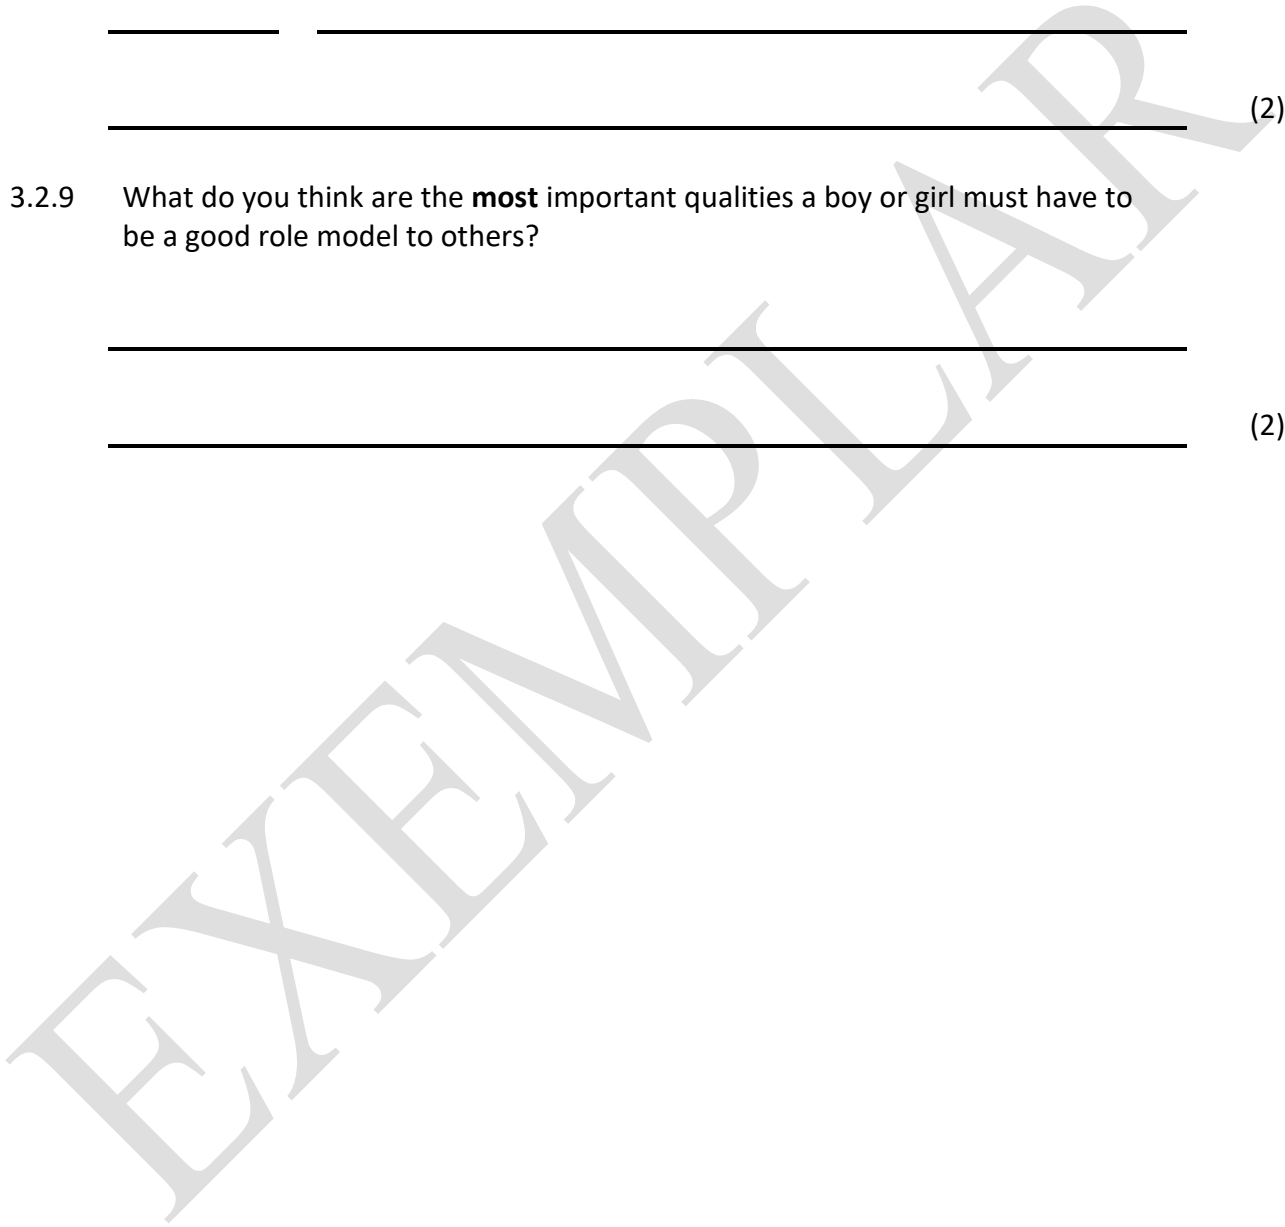 (2)
3.2.9 What do you think are the most important qualities a boy or girl must have to
be a good role model to others?
(2)
EXEMPLAR